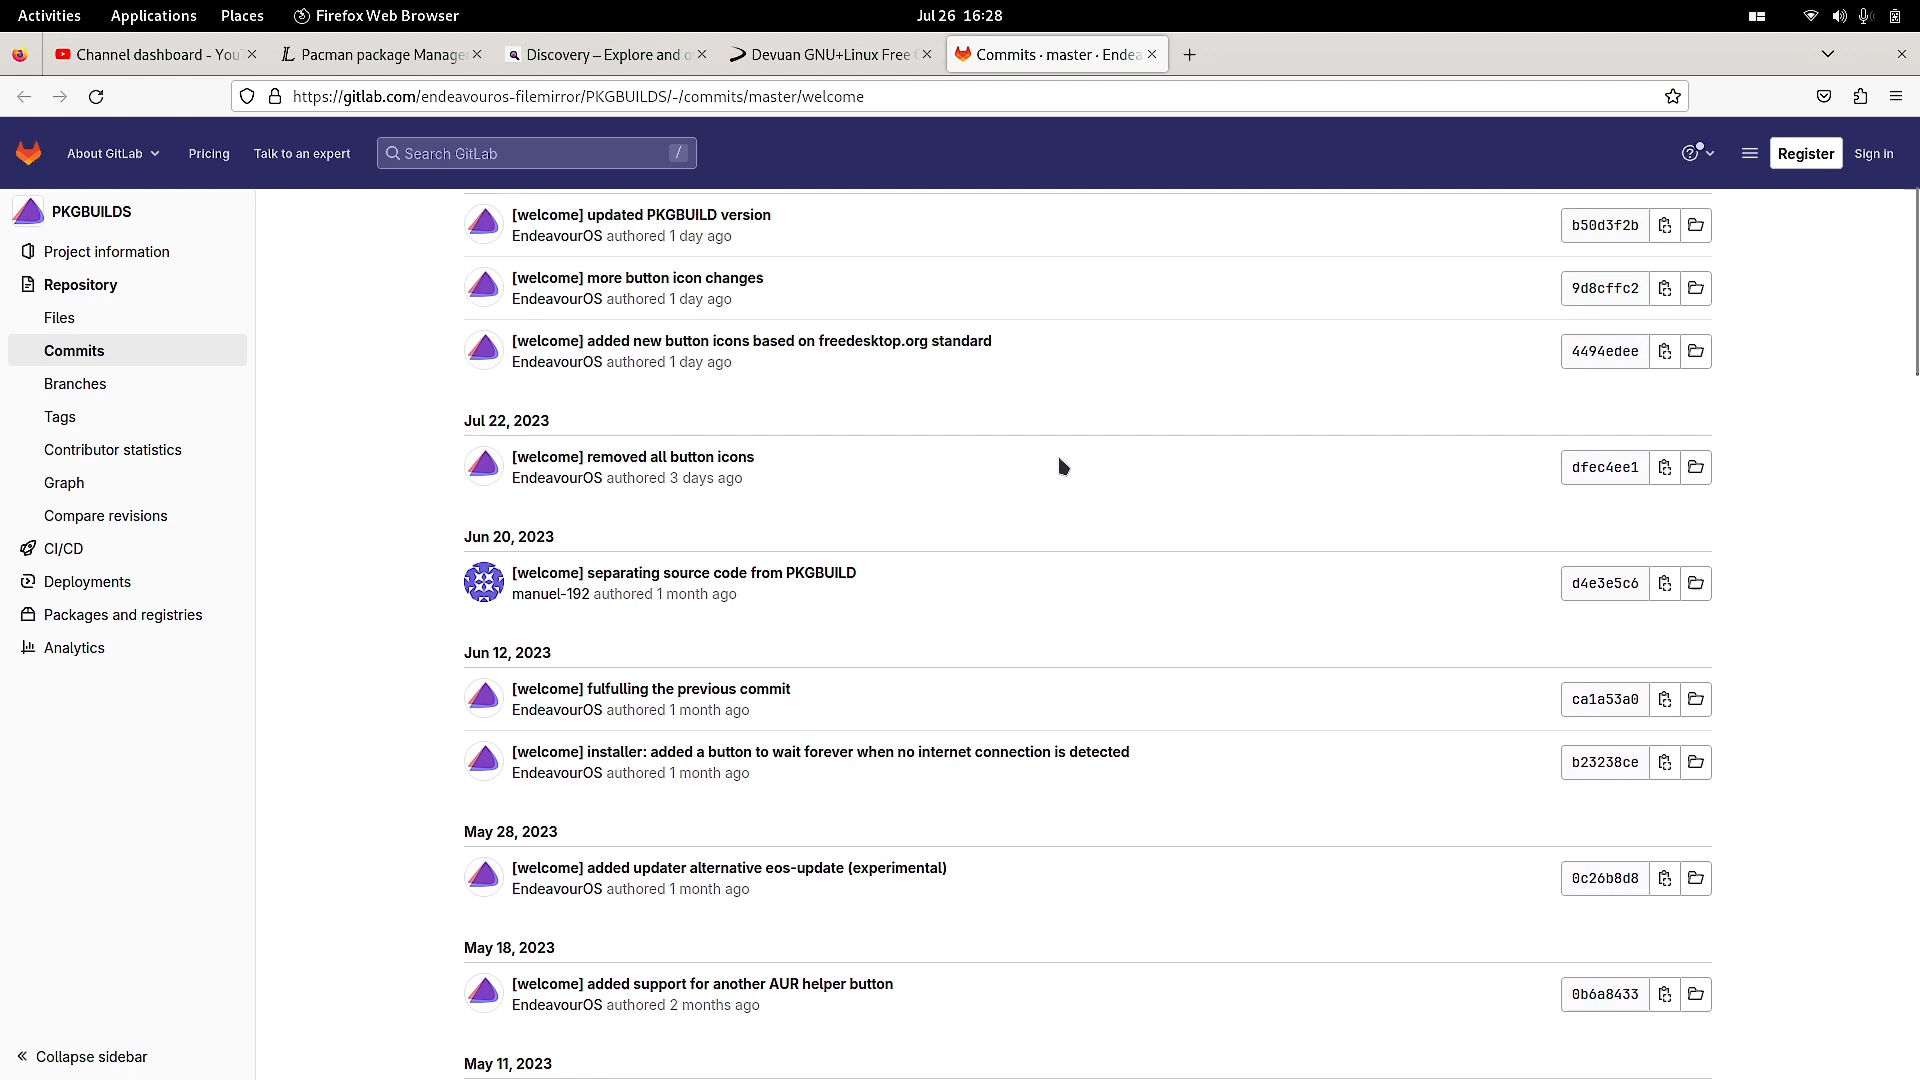 Activities
Applications
Places
Firefox Web Browser
Jul 26 16:28
Channel dashboard - You
Pacman package Manage
Discovery – Explore and o
Devuan GNU+Linux Free
Commits · master · Endea
https://gitlab.com/endeavouros-filemirror/PKGBUILDS/-/commits/master/welcome
About GitLab
Pricing
Talk to an expert
Search GitLab
/
Register
Sign in
PKGBUILDS
Project information
Repository
Files
Commits
Branches
Tags
Contributor statistics
Graph
Compare revisions
CI/CD
Deployments
Packages and registries
Analytics
Collapse sidebar
[welcome] updated PKGBUILD version
EndeavourOS authored 1 day ago
b50d3f2b
[welcome] more button icon changes
EndeavourOS authored 1 day ago
9d8cffc2
[welcome] added new button icons based on freedesktop.org standard
EndeavourOS authored 1 day ago
4494edee
Jul 22, 2023
[welcome] removed all button icons
EndeavourOS authored 3 days ago
dfec4ee1
Jun 20, 2023
[welcome] separating source code from PKGBUILD
manuel-192 authored 1 month ago
d4e3e5c6
Jun 12, 2023
[welcome] fulfulling the previous commit
EndeavourOS authored 1 month ago
ca1a53a0
[welcome] installer: added a button to wait forever when no internet connection is detected
EndeavourOS authored 1 month ago
b23238ce
May 28, 2023
[welcome] added updater alternative eos-update (experimental)
EndeavourOS authored 1 month ago
0c26b8d8
May 18, 2023
[welcome] added support for another AUR helper button
EndeavourOS authored 2 months ago
0b6a8433
May 11, 2023